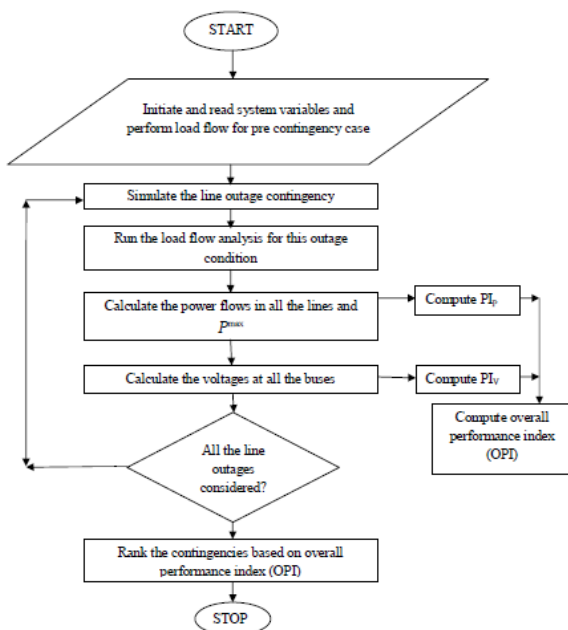 START
Initiate and read system variables and
perform load flow for pre contingency case
Simulate the line outage contingency
Run the load flow analysis for this outage
condition
Calculate the power flows in all the lines and
Pmax
Compute PIp
Calculate the voltages at all the buses
Compute PIV
Compute overall
performance index
(OPI)
All the line
outages
considered?
Rank the contingencies based on overall
performance index (OPI)
STOP